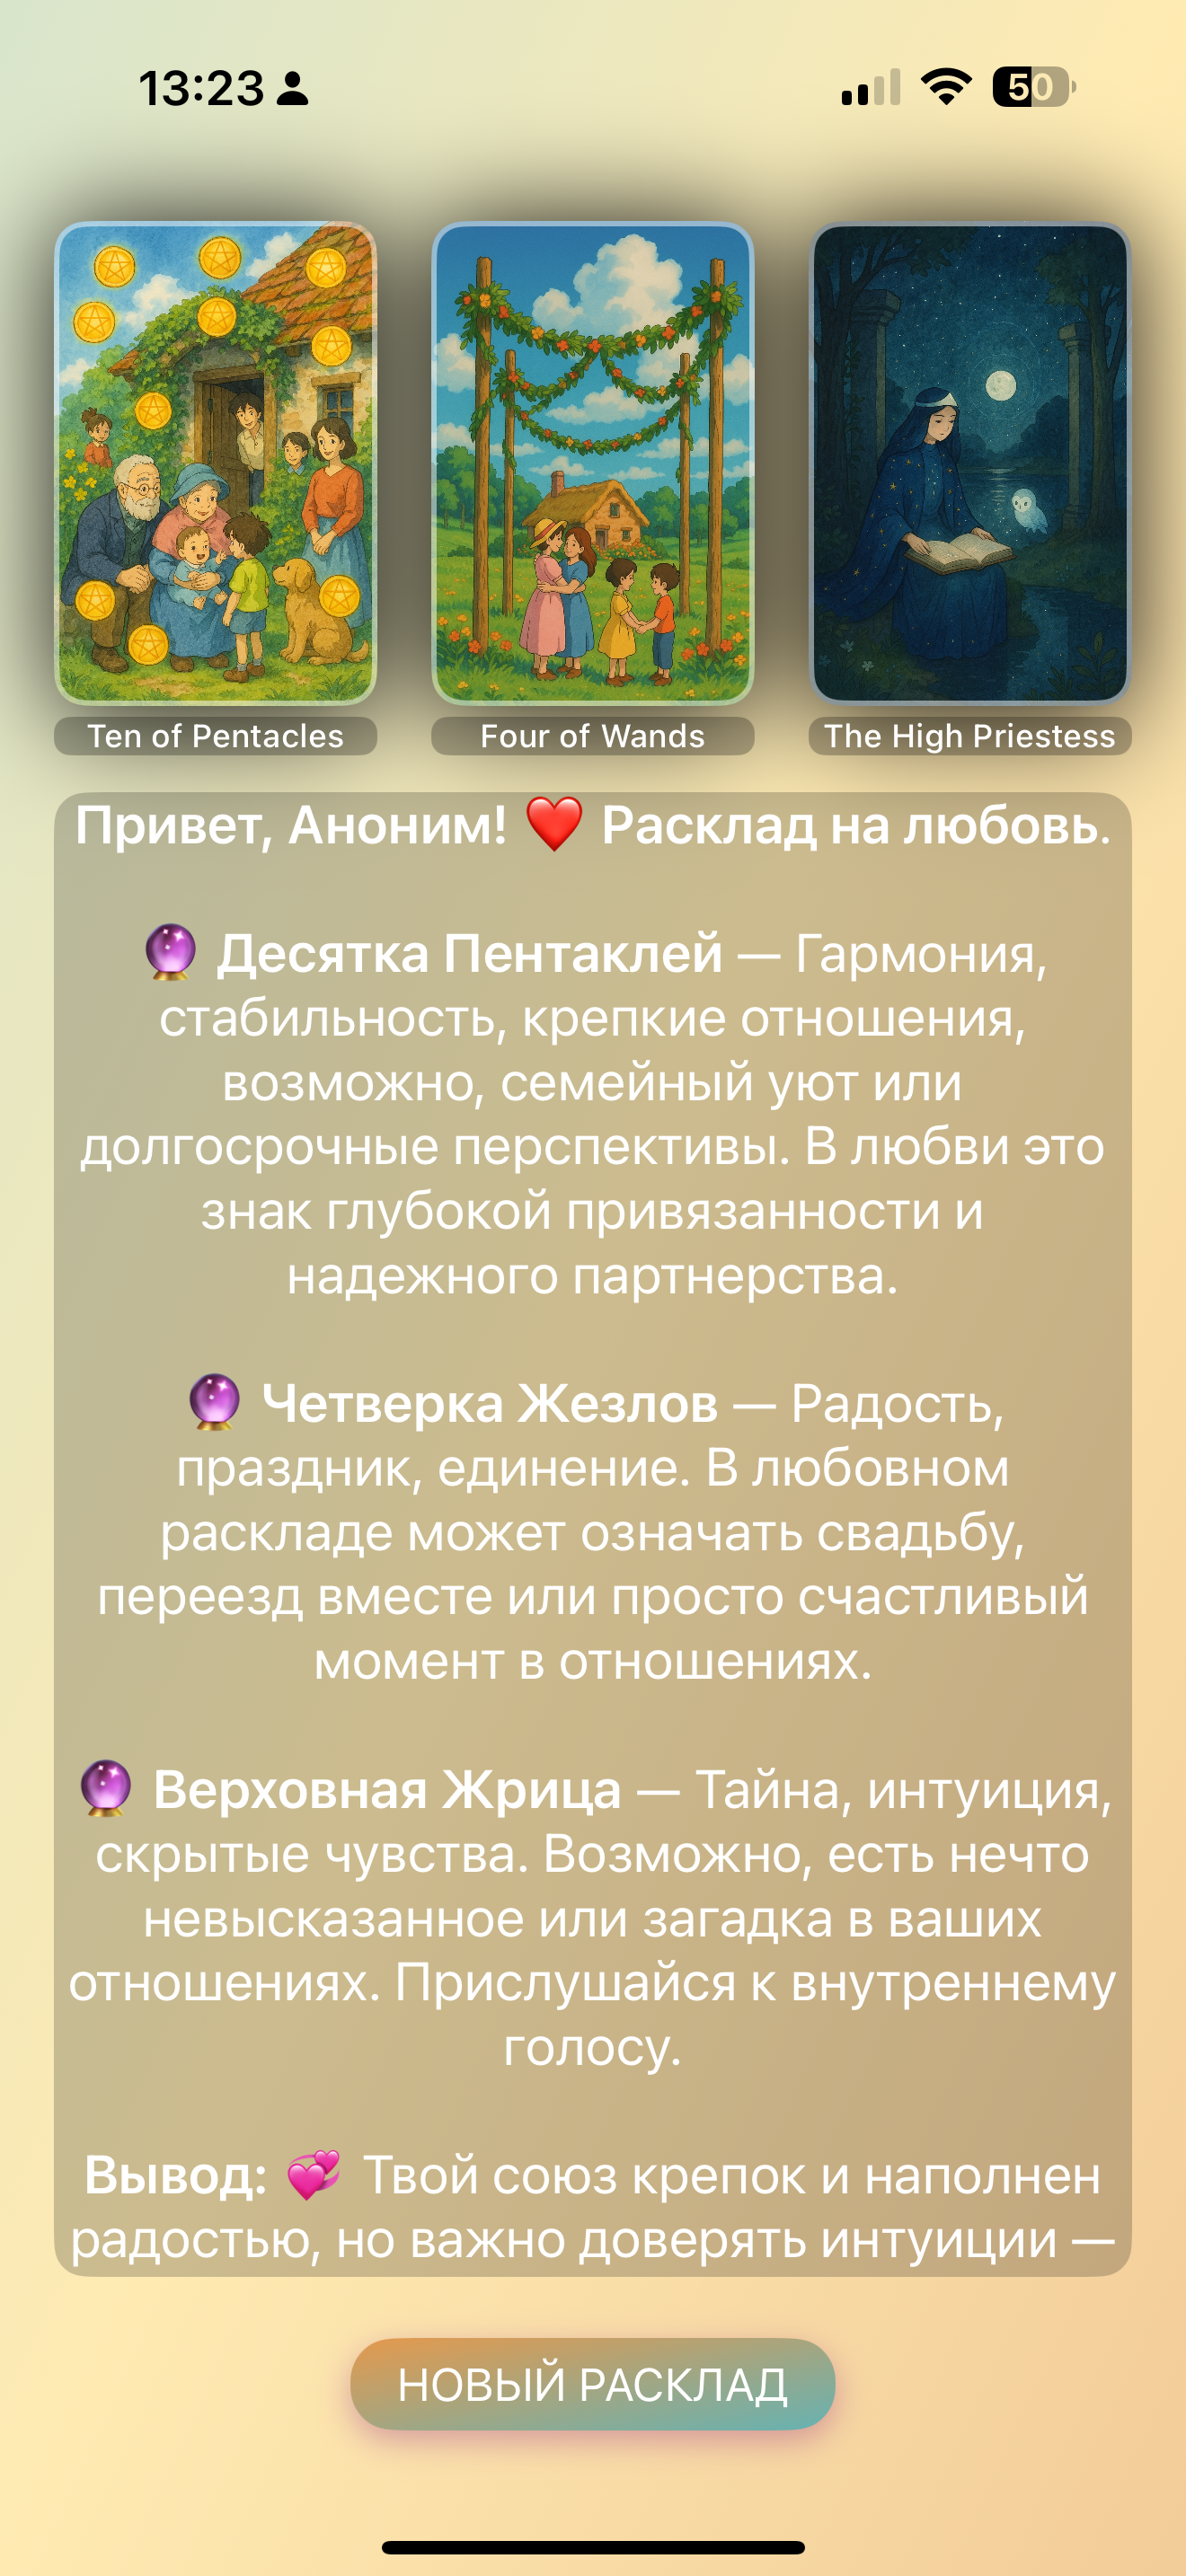 13:23
50
Ten of Pentacles
Four of Wands
The High Priestess
Привет, Аноним! ❤️ Расклад на любовь.
🔮 Десятка Пентаклей — Гармония,
стабильность, крепкие отношения,
возможно, семейный уют или
долгосрочные перспективы. В любви это
знак глубокой привязанности и
надежного партнерства.
🔮 Четверка Жезлов — Радость,
праздник, единение. В любовном
раскладе может означать свадьбу,
переезд вместе или просто счастливый
момент в отношениях.
🔮 Верховная Жрица — Тайна, интуиция,
скрытые чувства. Возможно, есть нечто
невысказанное или загадка в ваших
отношениях. Прислушайся к внутреннему
голосу.
Вывод: 💞 Твой союз крепок и наполнен
радостью, но важно доверять интуиции —
НОВЫЙ РАСКЛАД